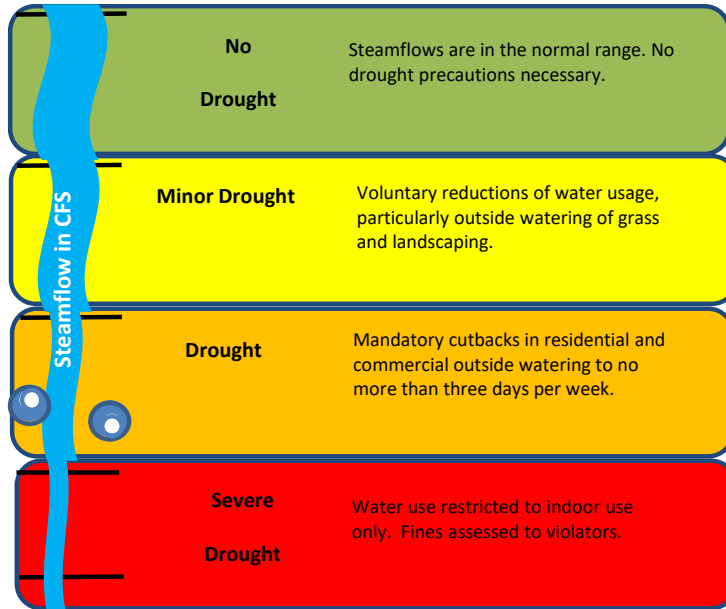 No
Drought
Steamflows are in the normal range. No
drought precautions necessary.
Steamflow in CFS
Minor Drought
Voluntary reductions of water usage,
particularly outside watering of grass
and landscaping.
Drought
Mandatory cutbacks in residential and
commercial outside watering to no
more than three days per week.
Severe
Drought
Water use restricted to indoor use
only.  Fines assessed to violators.